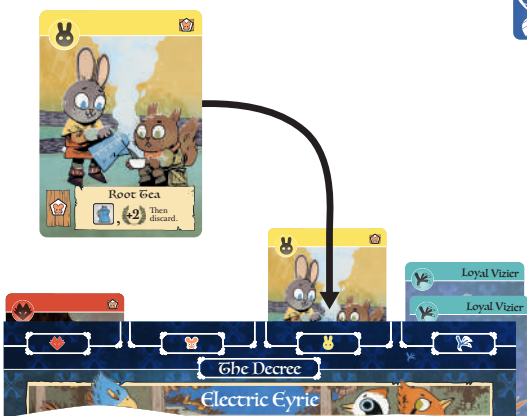 Root Tea
, +2 Then
discard.
Loyal Vizier
Loyal Vizier
The Decree
Electric Eyrie